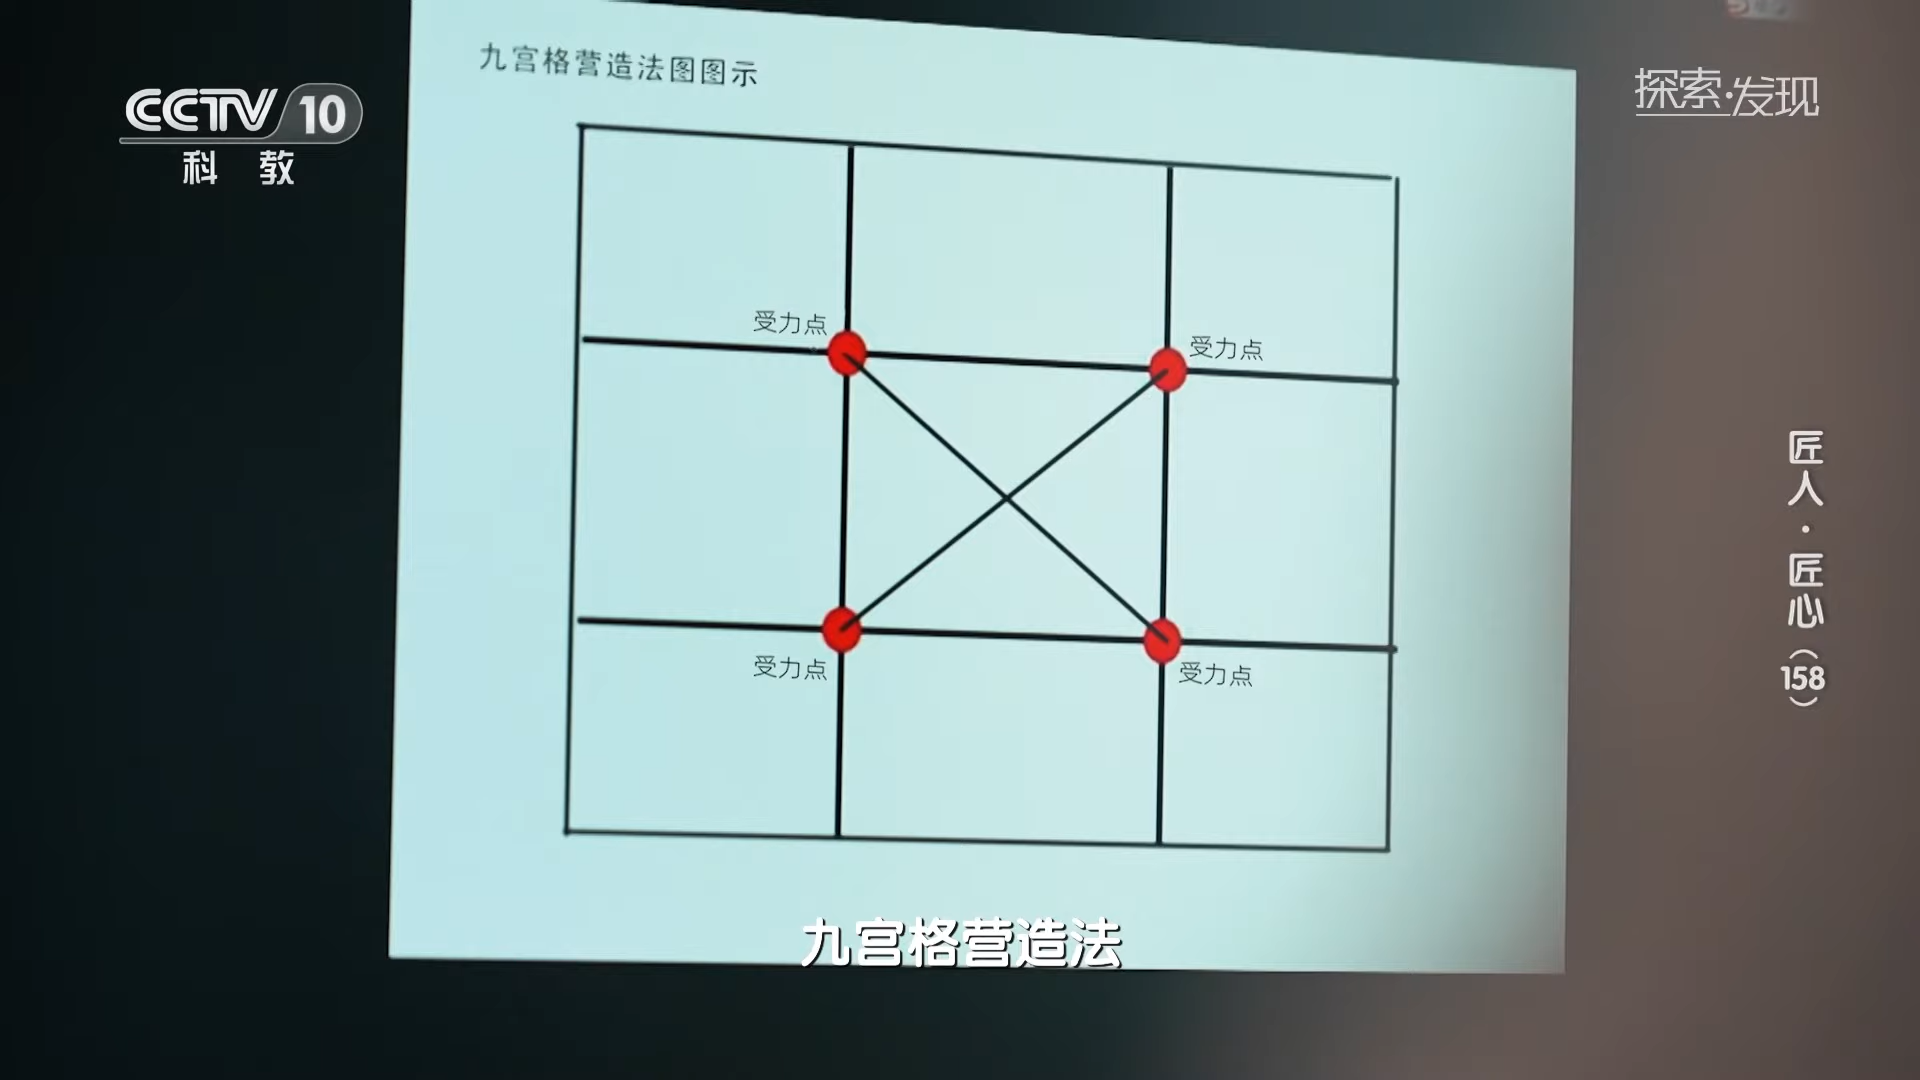 九宫格营造法图图示
CCTV 10
科 教
探索·发现
受力点
受力点
受力点
受力点
匠人·匠心（158）
九宫格营造法